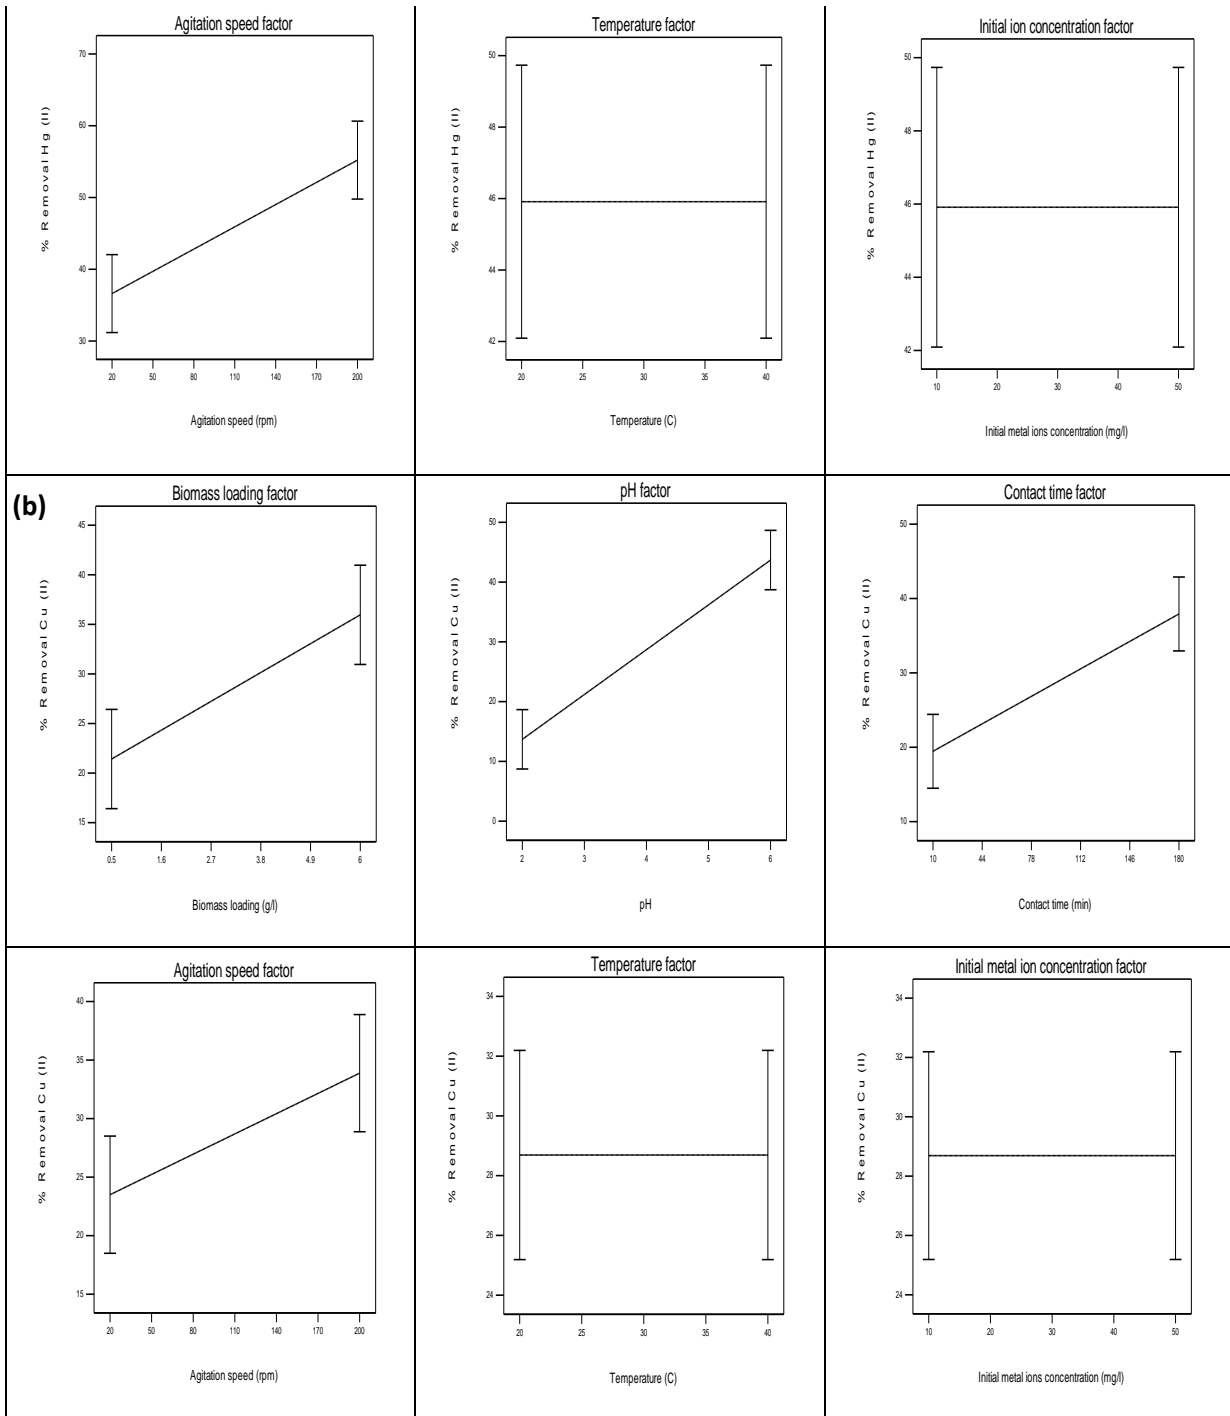 Agitation speed factor
70
60
50
40
30
% Removal Hg (II)
20 50 80 110 140 170 200
Agitation speed (rpm)
Temperature factor
50
48
46
44
42
% Removal Hg (II)
20 25 30 35 40
Temperature (C)
Initial ion concentration factor
50
48
46
44
42
% Removal Hg (II)
10 20 30 40 50
Initial metal ions concentration (mg/l)
(b)
Biomass loading factor
45
40
35
30
25
20
15
% Removal Cu (II)
0.5 1.6 2.7 3.8 4.9 6
Biomass loading (g/l)
pH factor
50
40
30
20
10
0
% Removal Cu (II)
2 3 4 5 6
pH
Contact time factor
50
40
30
20
10
% Removal Cu (II)
10 44 78 112 146 180
Contact time (min)
Agitation speed factor
40
35
30
25
20
15
% Removal Cu (II)
20 50 80 110 140 170 200
Agitation speed (rpm)
Temperature factor
34
32
30
28
26
24
% Removal Cu (II)
20 25 30 35 40
Temperature (C)
Initial metal ion concentration factor
34
32
30
28
26
24
% Removal Cu (II)
10 20 30 40 50
Initial metal ions concentration (mg/l)